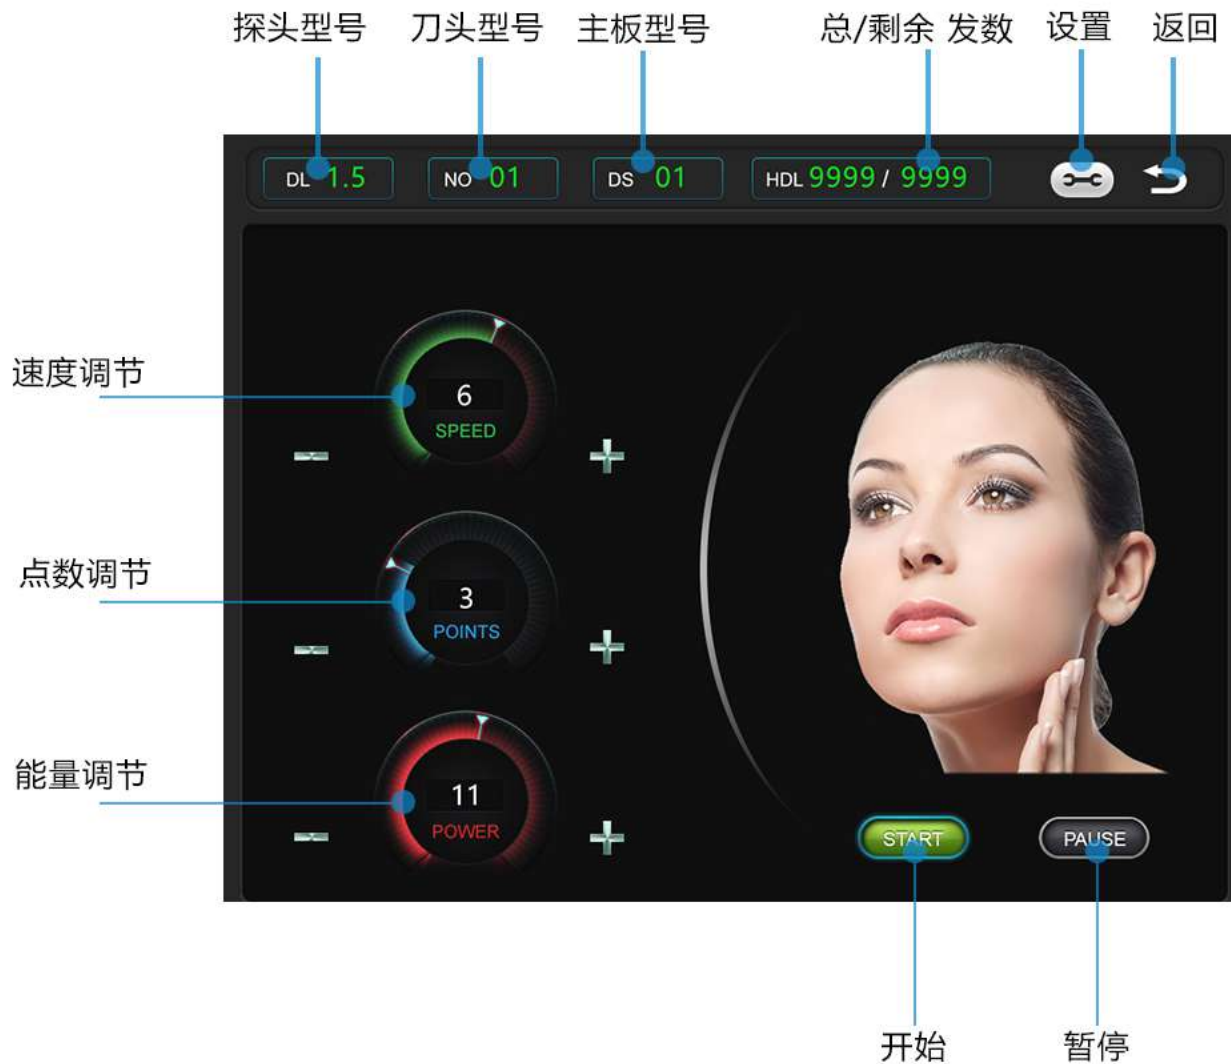 探头型号 刀头型号 主板型号 总/剩余 发数 设置 返回
DL 1.5 NO 01 DS 01 HDL 9999 / 9999
速度调节
6
SPEED
点数调节
3
POINTS
能量调节
11
POWER
START PAUSE
开始 暂停